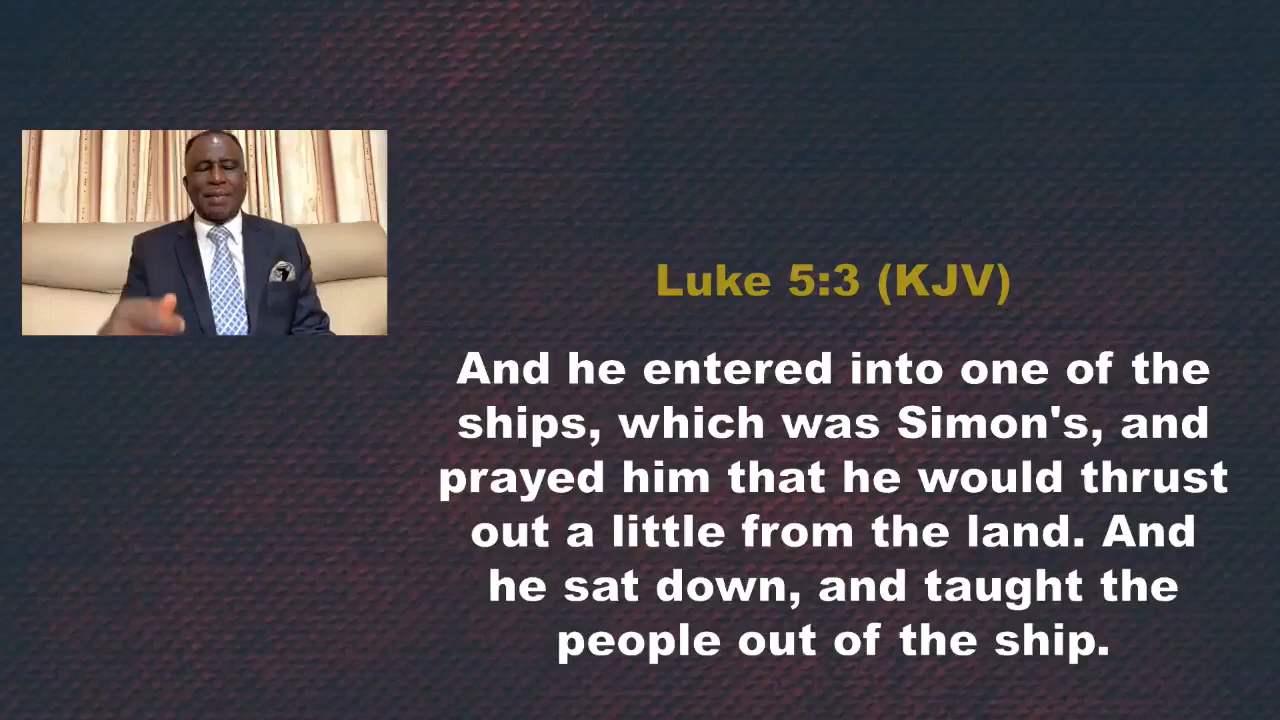 Luke 5:3 (KJV)
And he entered into one of the
ships, which was Simon's, and
prayed him that he would thrust
out a little from the land. And
he sat down, and taught the
people out of the ship.